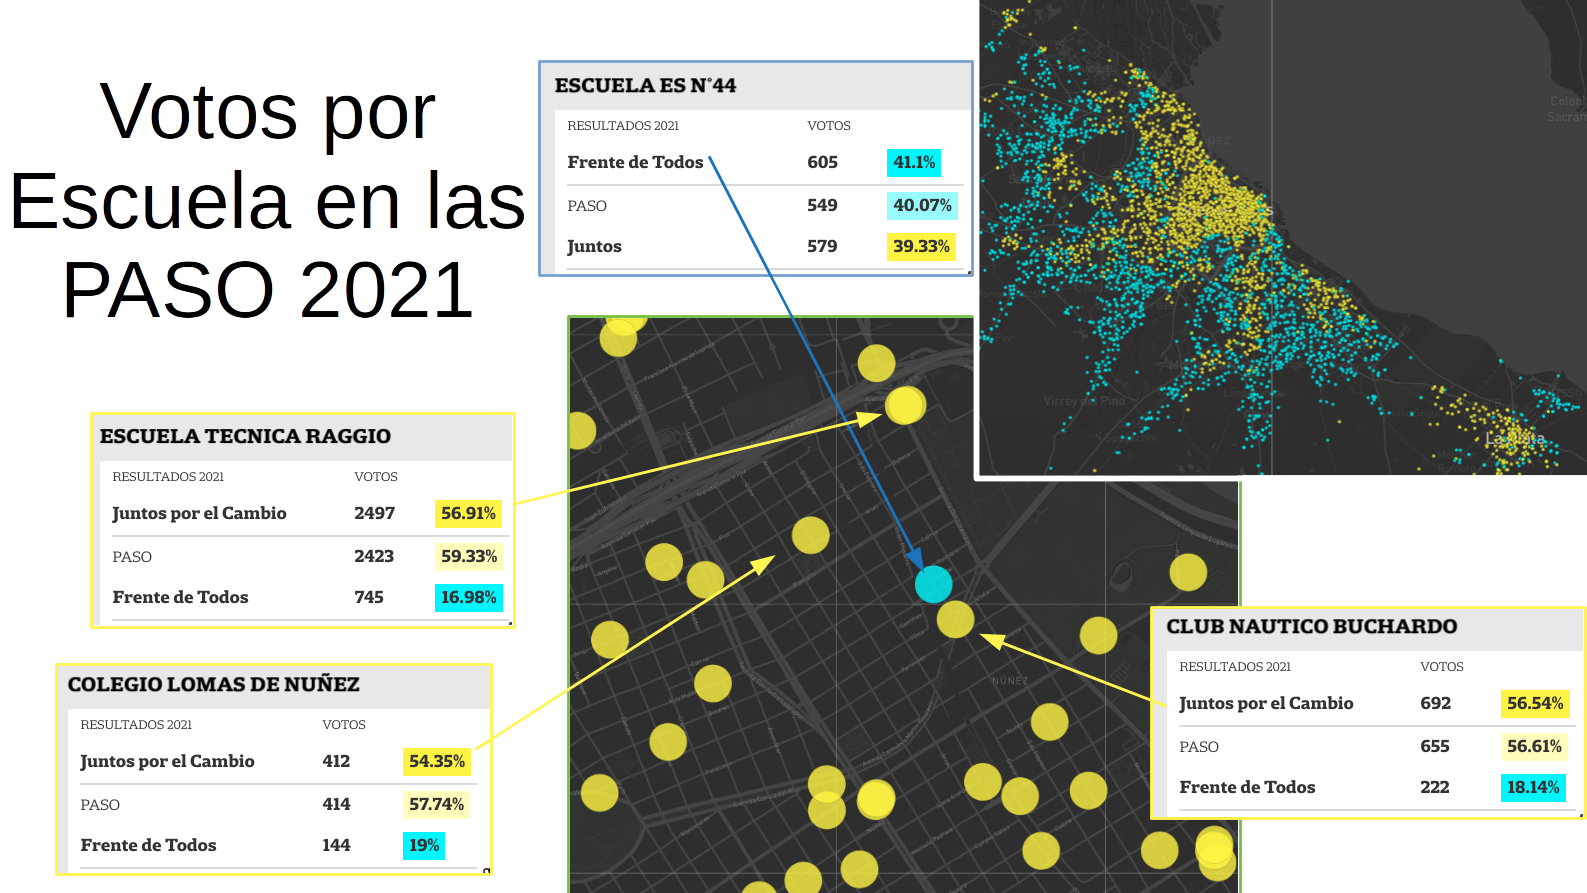 Votos por
Escuela en las
PASO 2021
ESCUELA ES N°44
RESULTADOS 2021 VOTOS
Frente de Todos 605 41.1%
PASO 549 40.07%
Juntos 579 39.33%
ESCUELA TECNICA RAGGIO
RESULTADOS 2021 VOTOS
Juntos por el Cambio 2497 56.91%
PASO 2423 59.33%
Frente de Todos 745 16.98%
COLEGIO LOMAS DE NUÑEZ
RESULTADOS 2021 VOTOS
Juntos por el Cambio 412 54.35%
PASO 414 57.74%
Frente de Todos 144 19%
CLUB NAUTICO BUCHARDO
RESULTADOS 2021 VOTOS
Juntos por el Cambio 692 56.54%
PASO 655 56.61%
Frente de Todos 222 18.14%
NÚÑEZ
Virrey del Pino
La Plata